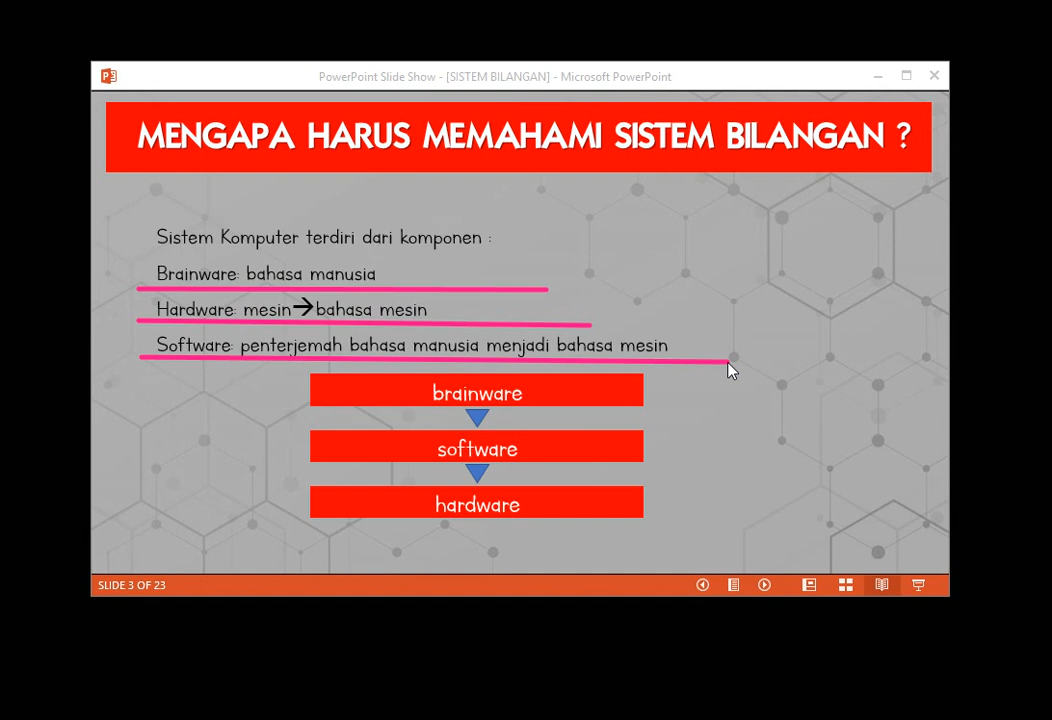 PowerPoint Slide Show - [SISTEM BILANGAN] - Microsoft PowerPoint
MENGAPA HARUS MEMAHAMI SISTEM BILANGAN ?
Sistem Komputer terdiri dari komponen :
Brainware: bahasa manusia
Hardware: mesin→bahasa mesin
Software: penterjemah bahasa manusia menjadi bahasa mesin
brainware
software
hardware
SLIDE 3 OF 23